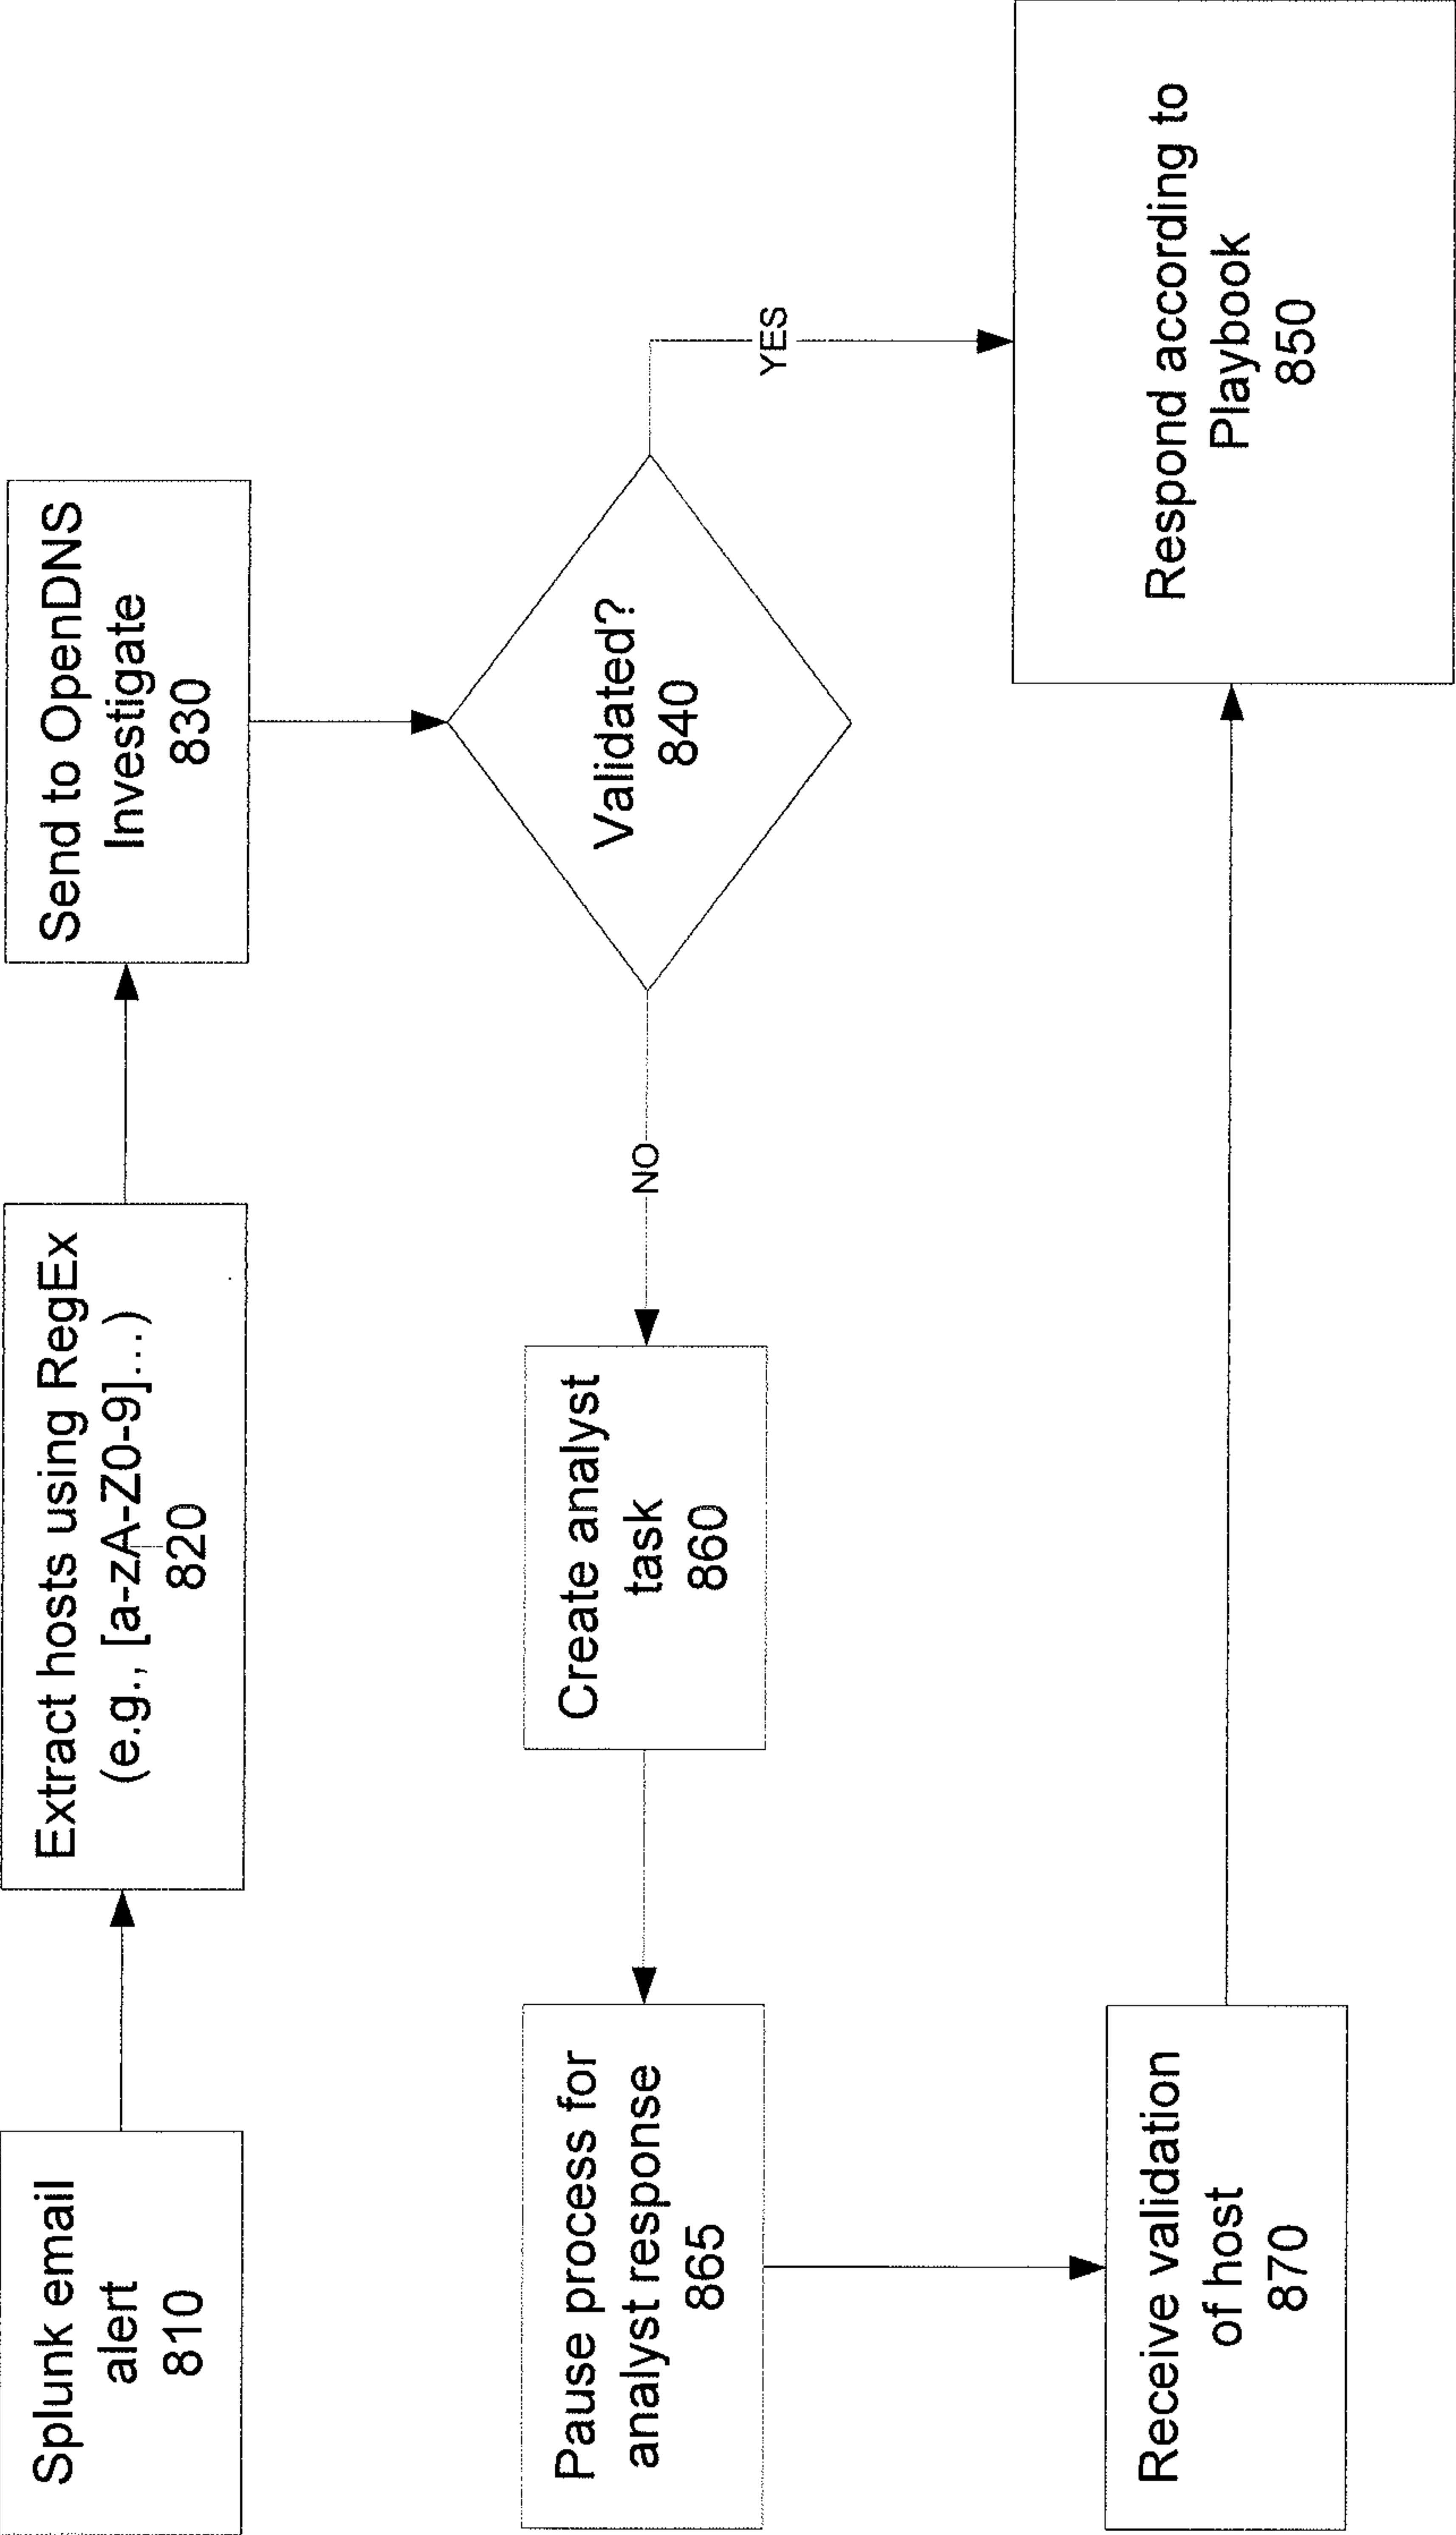 Splunk email
alert
810
Extract hosts using RegEx
(e.g., [a-zA-Z0-9]...)
820
Send to OpenDNS
Investigate
830
Validated?
840
YES
NO
Respond according to
Playbook
850
Create analyst
task
860
Pause process for
analyst response
865
Receive validation
of host
870